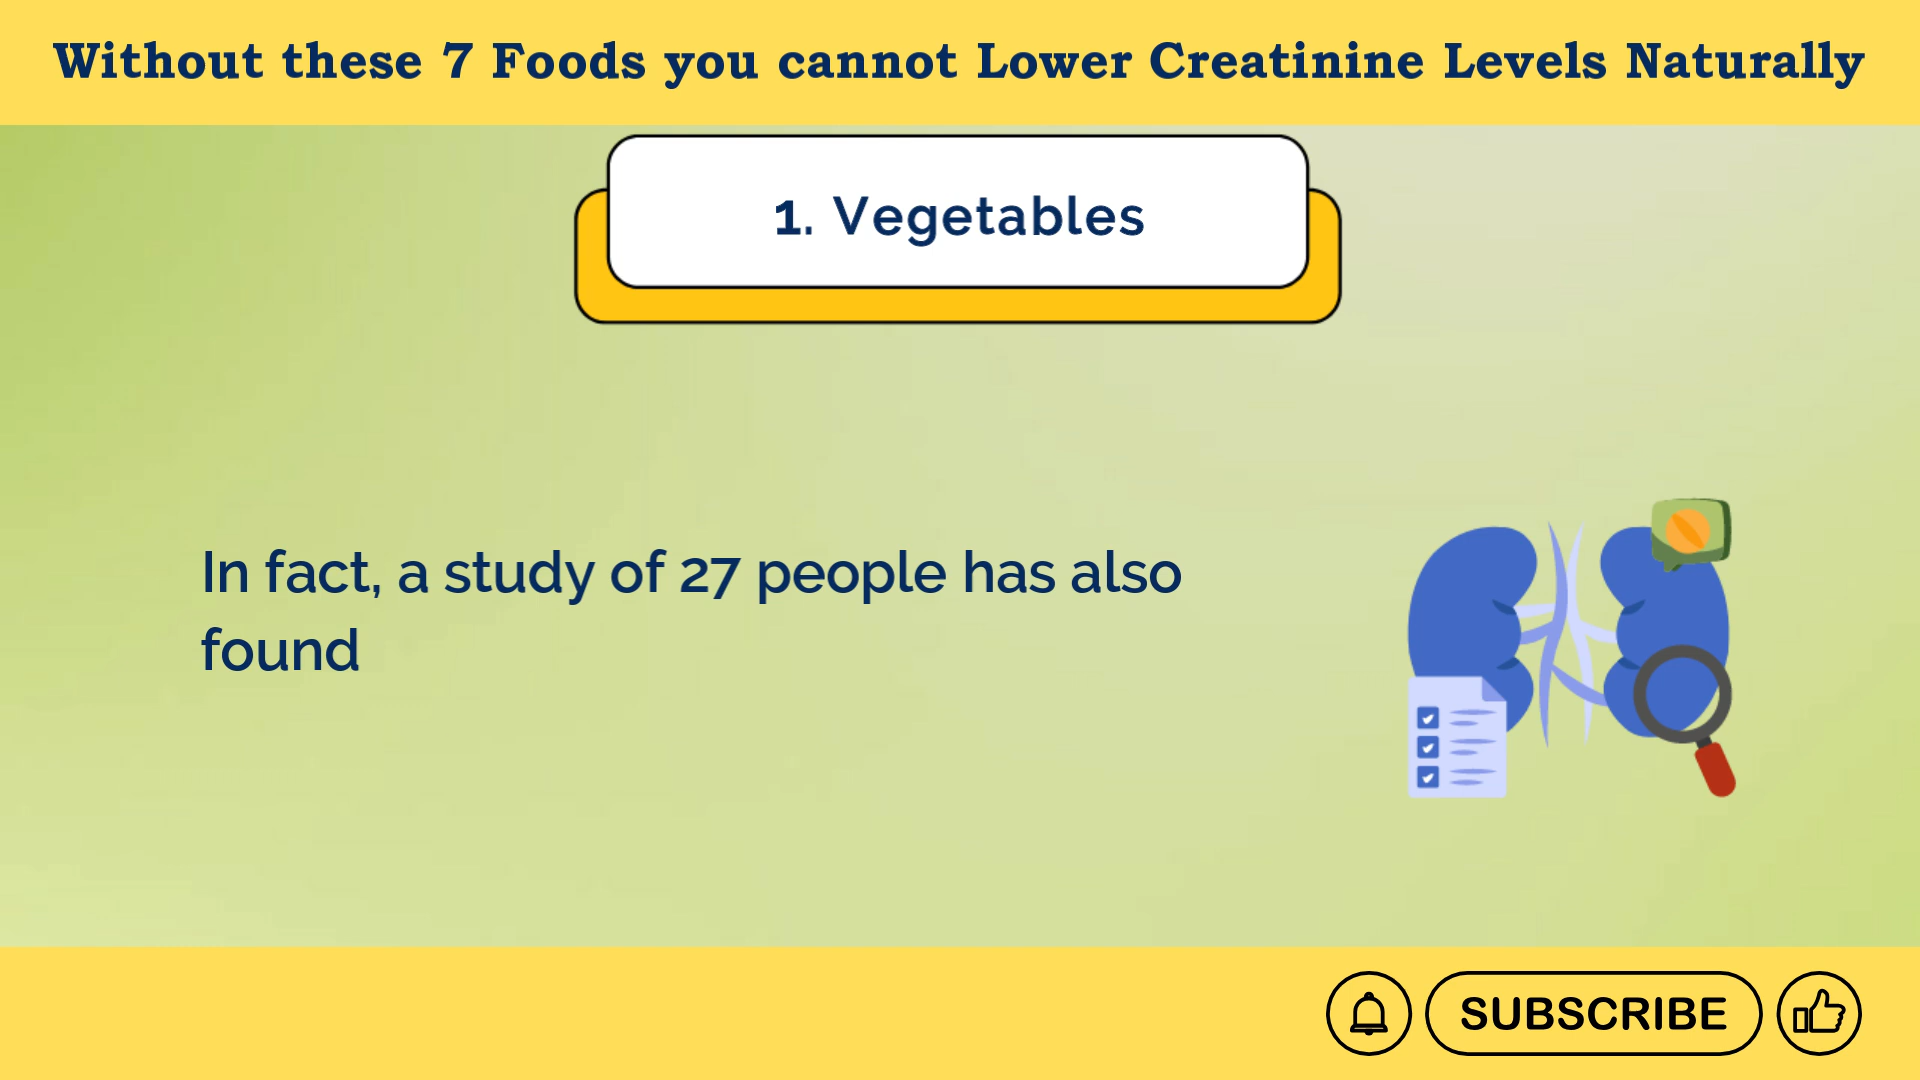 Without these 7 Foods you cannot Lower Creatinine Levels Naturally
1. Vegetables
In fact, a study of 27 people has also
found
SUBSCRIBE